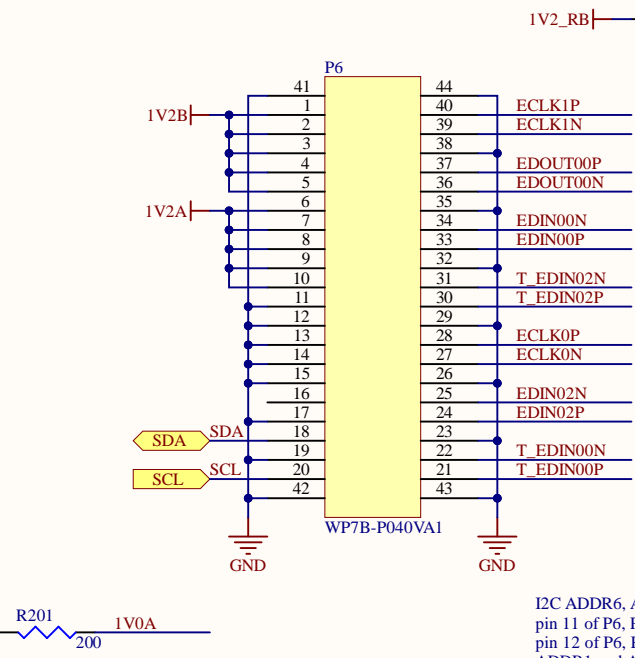 1V2_RB
P6
41 44
1V2B 1 40 ECLK1P
2 39 ECLK1N
3 38
4 37 EDOUT00P
5 36 EDOUT00N
1V2A 6 35
7 34 EDIN00N
8 33 EDIN00P
9 32
10 31 T_EDIN02N
11 30 T_EDIN02P
12 29
13 28 ECLK0P
14 27 ECLK0N
15 26
16 25 EDIN02N
17 24 EDIN02P
SDA SDA 18 23
19 22 T_EDIN00N
SCL SCL 20 21 T_EDIN00P
42 43
WP7B-P040VA1
GND GND
R201 1V0A
200
I2C ADDR6, A
pin 11 of P6,
pin 12 of P6,